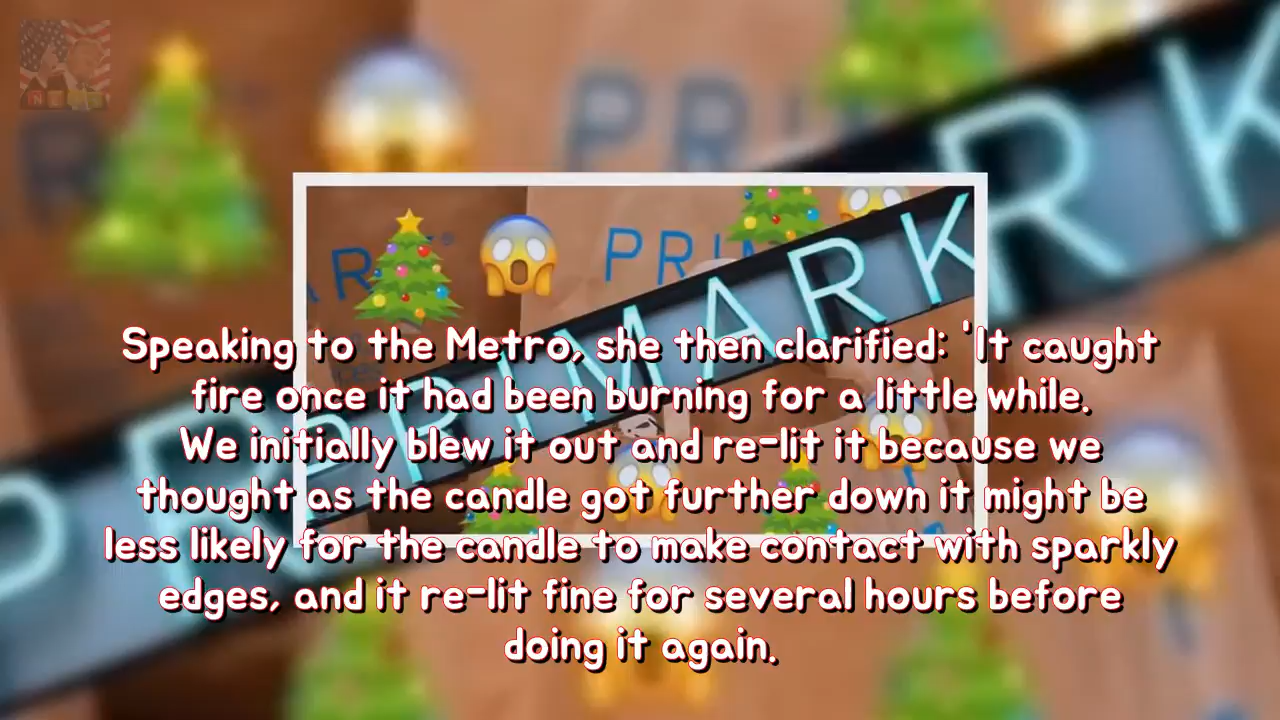 NEWS
PRIM
PRIMARK
Speaking to the Metro, she then clarified: 'It caught
fire once it had been burning for a little while.
We initially blew it out and re-lit it because we
thought as the candle got further down it might be
less likely for the candle to make contact with sparkly
edges, and it re-lit fine for several hours before
doing it again.